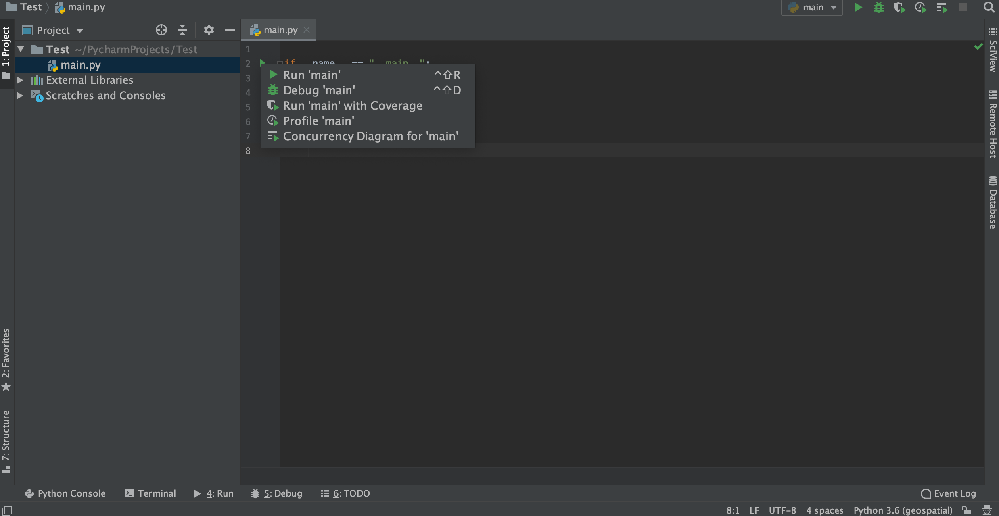 Test main.py
main
Project
main.py
1: Project
Test ~/PycharmProjects/Test
main.py
External Libraries
Scratches and Consoles
2: Favorites
7: Structure
1
2 if __name__ == "__main__":
3
4
5
6
7
8
Run 'main' ^⇧R
Debug 'main' ^⇧D
Run 'main' with Coverage
Profile 'main'
Concurrency Diagram for 'main'
SciView
Remote Host
Database
Python Console
Terminal
4: Run
5: Debug
6: TODO
Event Log
8:1 LF UTF-8 4 spaces Python 3.6 (geospatial)